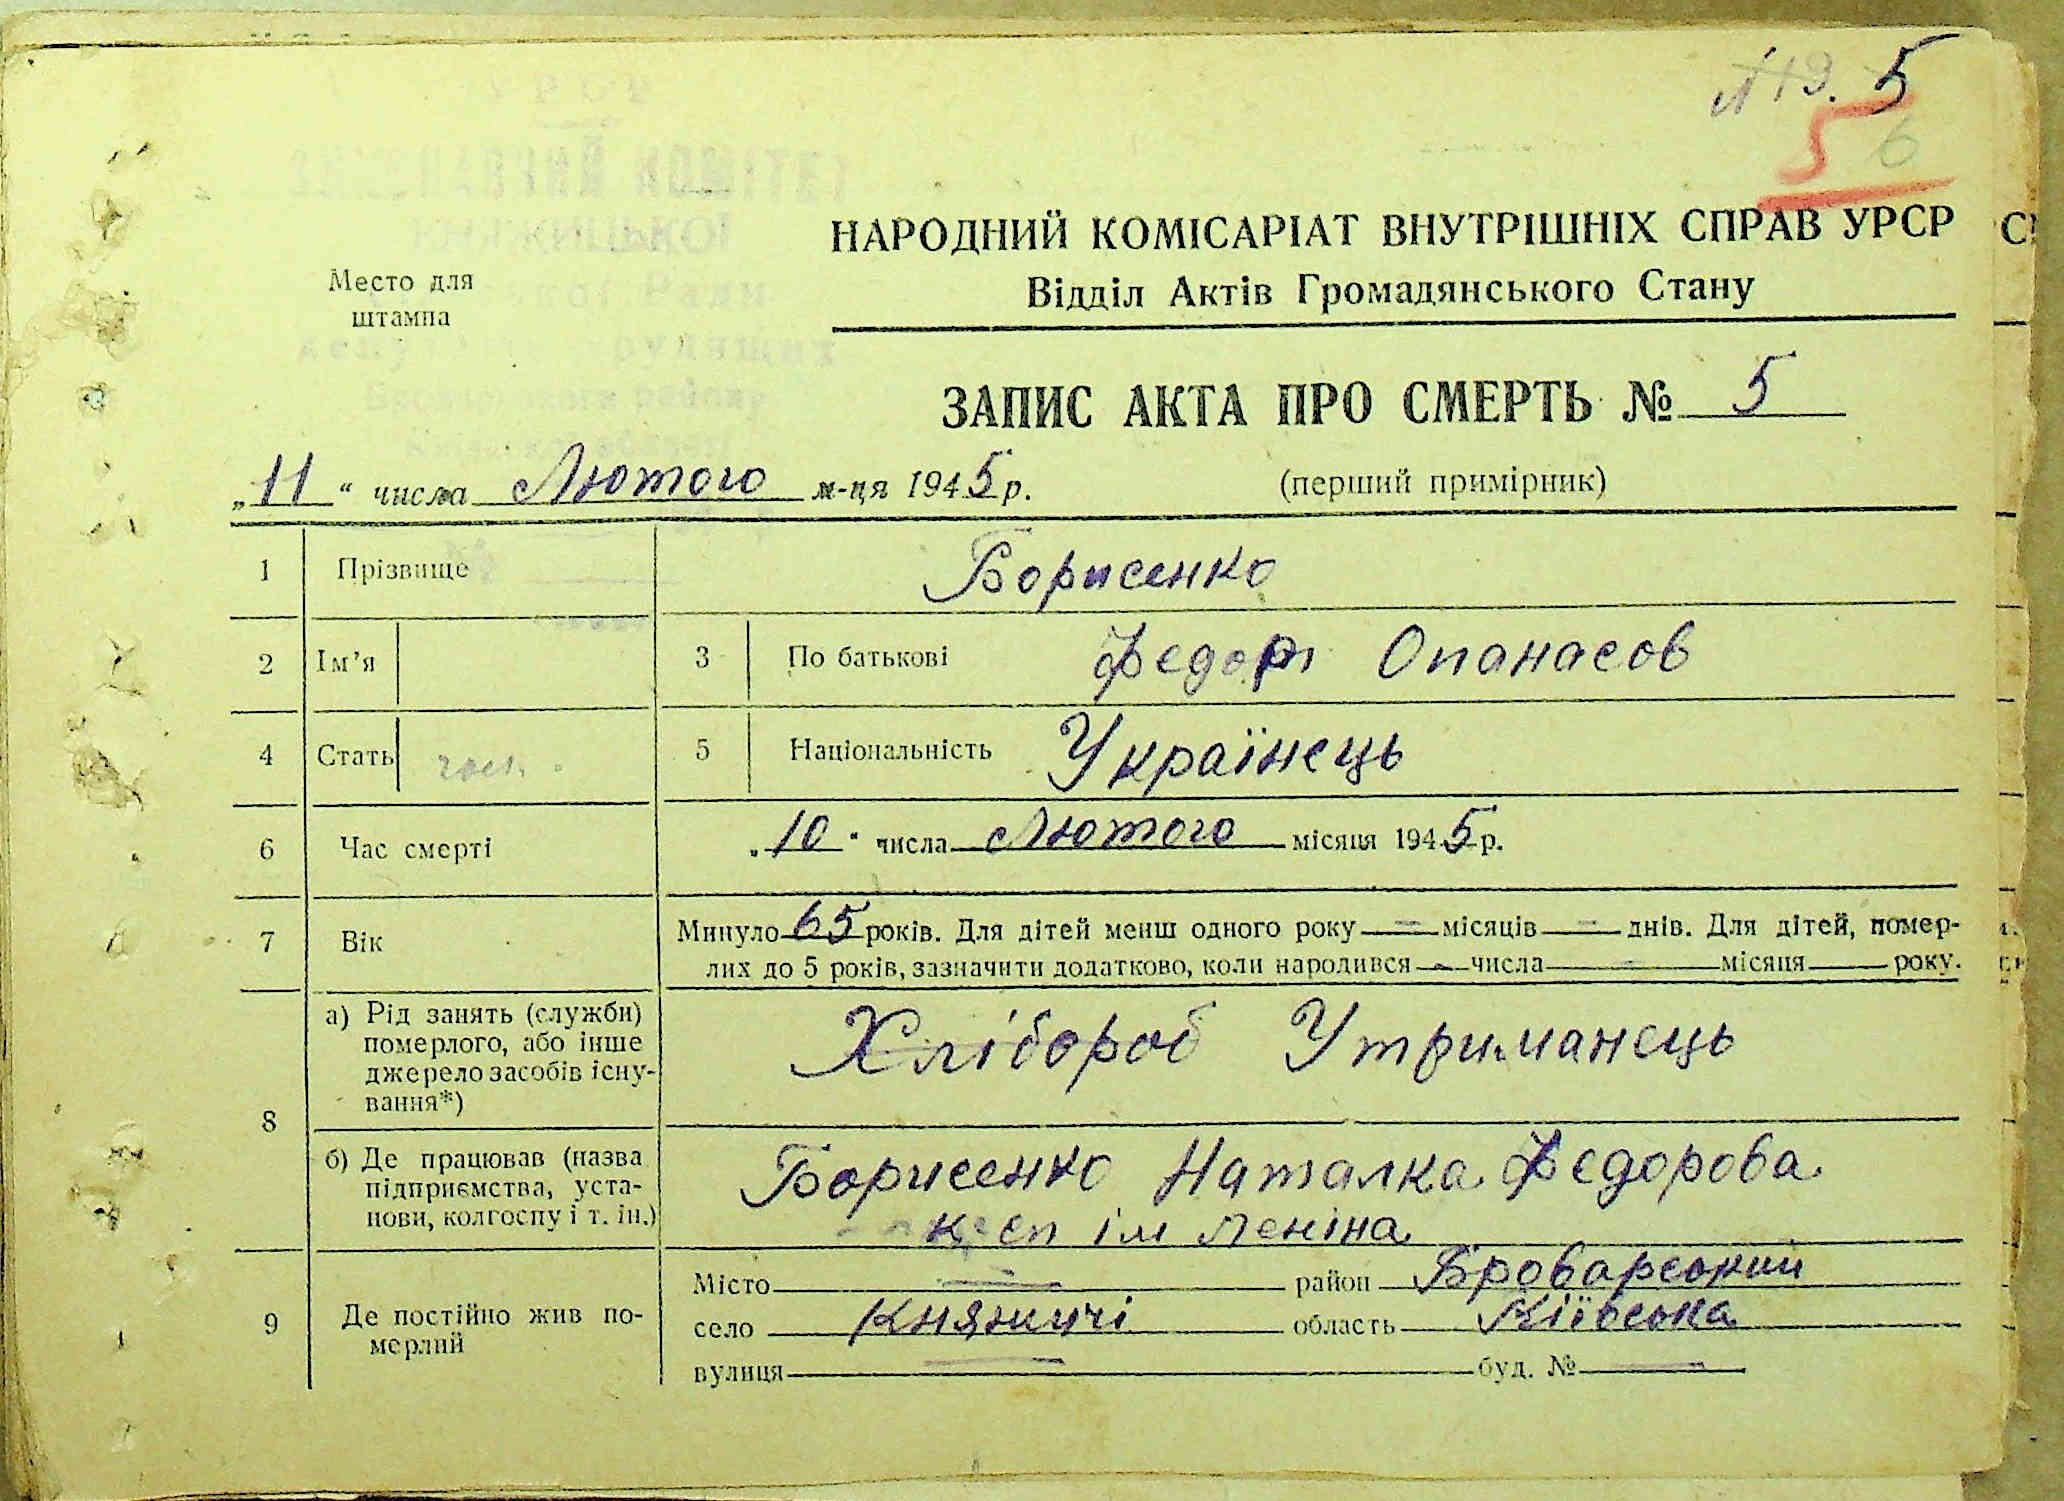 5
5 6
НАРОДНИЙ КОМІСАРІАТ ВНУТРІШНІХ СПРАВ УРСР
Відділ Актів Громадянського Стану
Место для
штампа
ЗАПИС АКТА ПРО СМЕРТЬ № 5
„11“ числа Лютого м-ця 1945 р.
(перший примірник)
1 Прізвище Борисенко
2 Ім’я 3 По батькові Федор Опанасов
4 Стать чол. 5 Національність Українець
6 Час смерті „10“ числа Лютого місяця 1945 р.
7 Вік Минуло 65 років. Для дітей менш одного року — місяців — днів. Для дітей, помер-
лих до 5 років, зазначити додатково, коли народився — числа — місяця року.
8 а) Рід занять (служби)
померлого, або інше
джерело засобів існу-
вання*)
Хлібороб Утриманець
б) Де працював (назва
підприємства, уста-
нови, колгоспу і т. ін.)
Борисенко Наталка Федорова
ім Леніна
9 Де постійно жив по-
мерлий
Місто — район Броварський
село Княжичі область Київська
вулиця — буд. № —